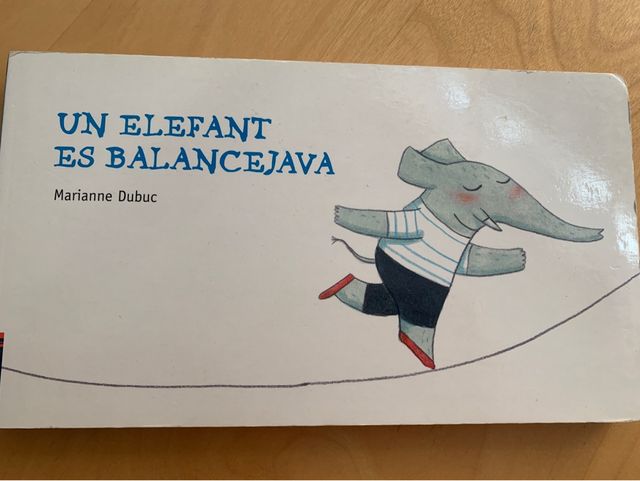 UN ELEFANT
ES BALANCEJAVA
Marianne Dubuc